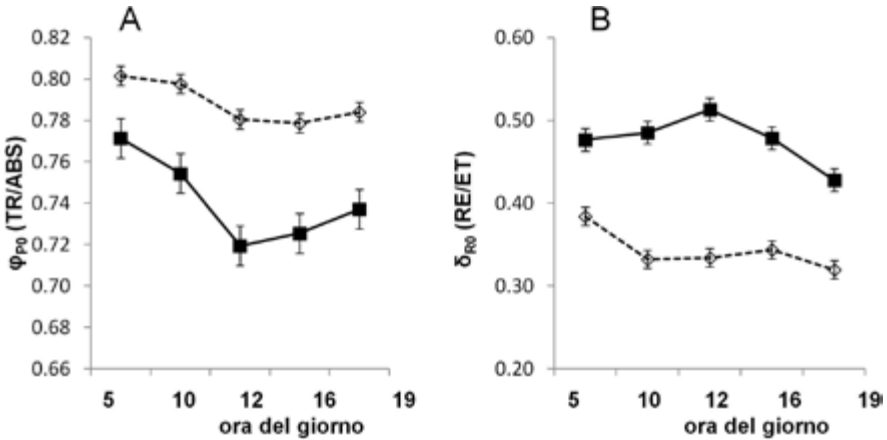 A
0.82
0.80
0.78
0.76
0.74
0.72
0.70
0.68
0.66
φP0 (TR/ABS)
5 10 12 16 19
ora del giorno
B
0.60
0.50
0.40
0.30
0.20
δR0 (RE/ET)
5 10 12 16 19
ora del giorno